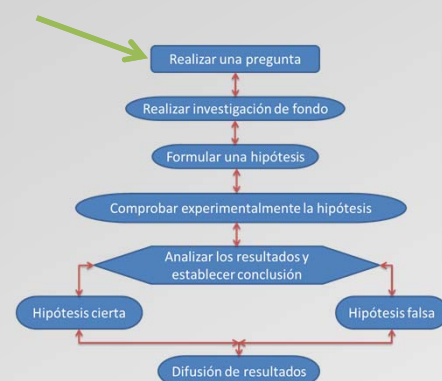 Realizar una pregunta
Realizar investigación de fondo
Formular una hipótesis
Comprobar experimentalmente la hipótesis
Analizar los resultados y
establecer conclusión
Hipótesis cierta
Hipótesis falsa
Difusión de resultados